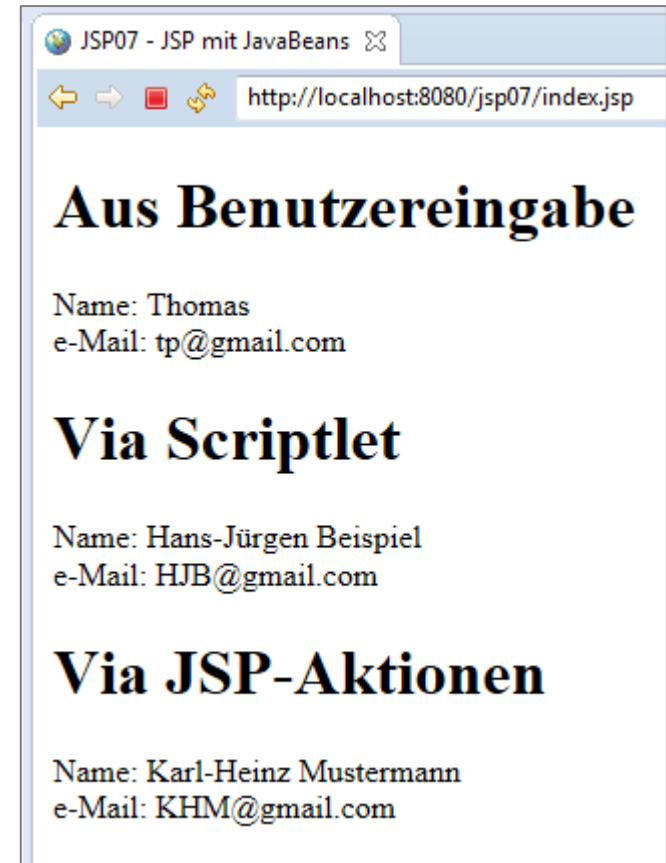 JSP07 - JSP mit JavaBeans
http://localhost:8080/jsp07/index.jsp
Aus Benutzereingabe
Name: Thomas
e-Mail: tp@gmail.com
Via Scriptlet
Name: Hans-Jürgen Beispiel
e-Mail: HJB@gmail.com
Via JSP-Aktionen
Name: Karl-Heinz Mustermann
e-Mail: KHM@gmail.com